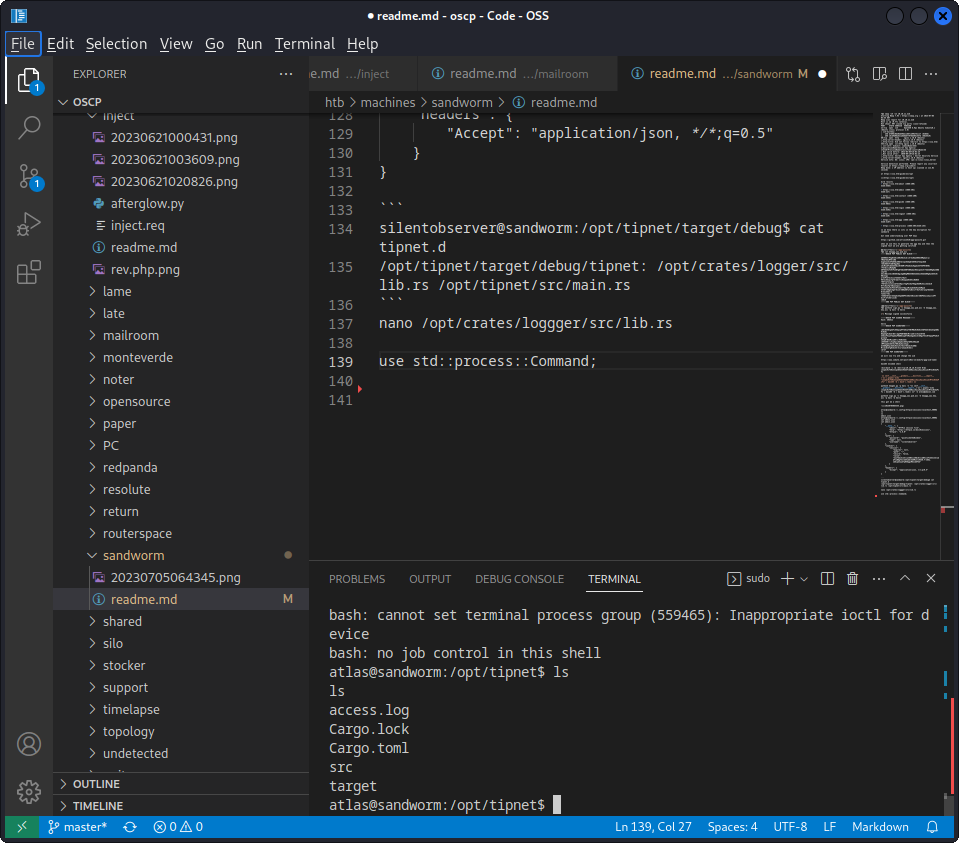 ● readme.md - oscp - Code - OSS
File Edit Selection View Go Run Terminal Help
EXPLORER
OSCP
inject
20230621000431.png
20230621003609.png
20230621020826.png
afterglow.py
inject.req
readme.md
rev.php.png
lame
late
mailroom
monteverde
noter
opensource
paper
PC
redpanda
resolute
return
routerspace
sandworm
20230705064345.png
readme.md M
shared
silo
stocker
support
timelapse
topology
undetected
OUTLINE
TIMELINE
1
1
e.md .../inject
readme.md .../mailroom
readme.md .../sandworm M
htb > machines > sandworm > readme.md
128 "headers": {
129 "Accept": "application/json, */*;q=0.5"
130 }
131 }
132
133 ```
134 silentobserver@sandworm:/opt/tipnet/target/debug$ cat
tipnet.d
135 /opt/tipnet/target/debug/tipnet: /opt/crates/logger/src/
lib.rs /opt/tipnet/src/main.rs
136 ```
137 nano /opt/crates/loggger/src/lib.rs
138
139 use std::process::Command;
140
141
PROBLEMS OUTPUT DEBUG CONSOLE TERMINAL
sudo
bash: cannot set terminal process group (559465): Inappropriate ioctl for d
evice
bash: no job control in this shell
atlas@sandworm:/opt/tipnet$ ls
ls
access.log
Cargo.lock
Cargo.toml
src
target
atlas@sandworm:/opt/tipnet$
master* 0 0 Ln 139, Col 27 Spaces: 4 UTF-8 LF Markdown